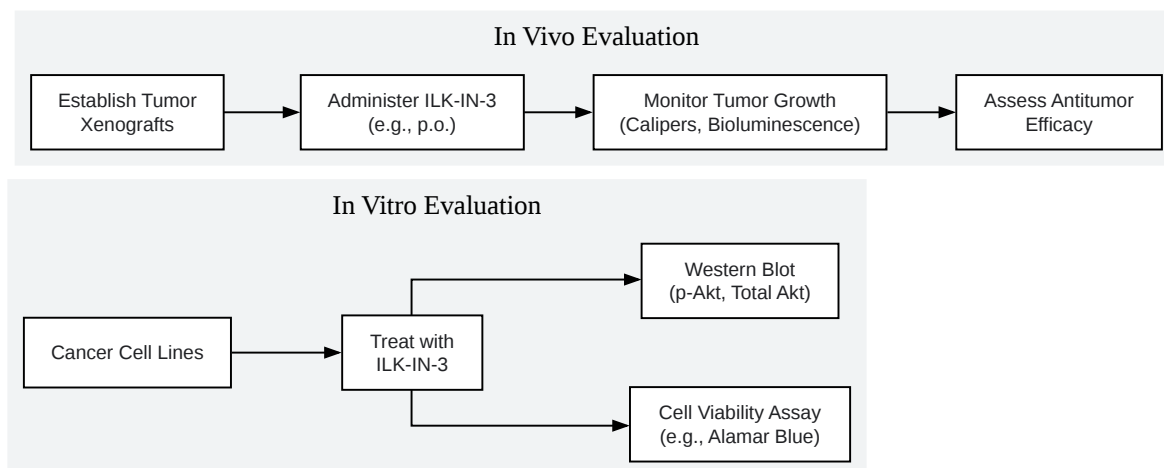 In Vivo Evaluation
Establish Tumor
Xenografts
Administer ILK-IN-3
(e.g., p.o.)
Monitor Tumor Growth
(Calipers, Bioluminescence)
Assess Antitumor
Efficacy
In Vitro Evaluation
Cancer Cell Lines
Treat with
ILK-IN-3
Western Blot
(p-Akt, Total Akt)
Cell Viability Assay
(e.g., Alamar Blue)